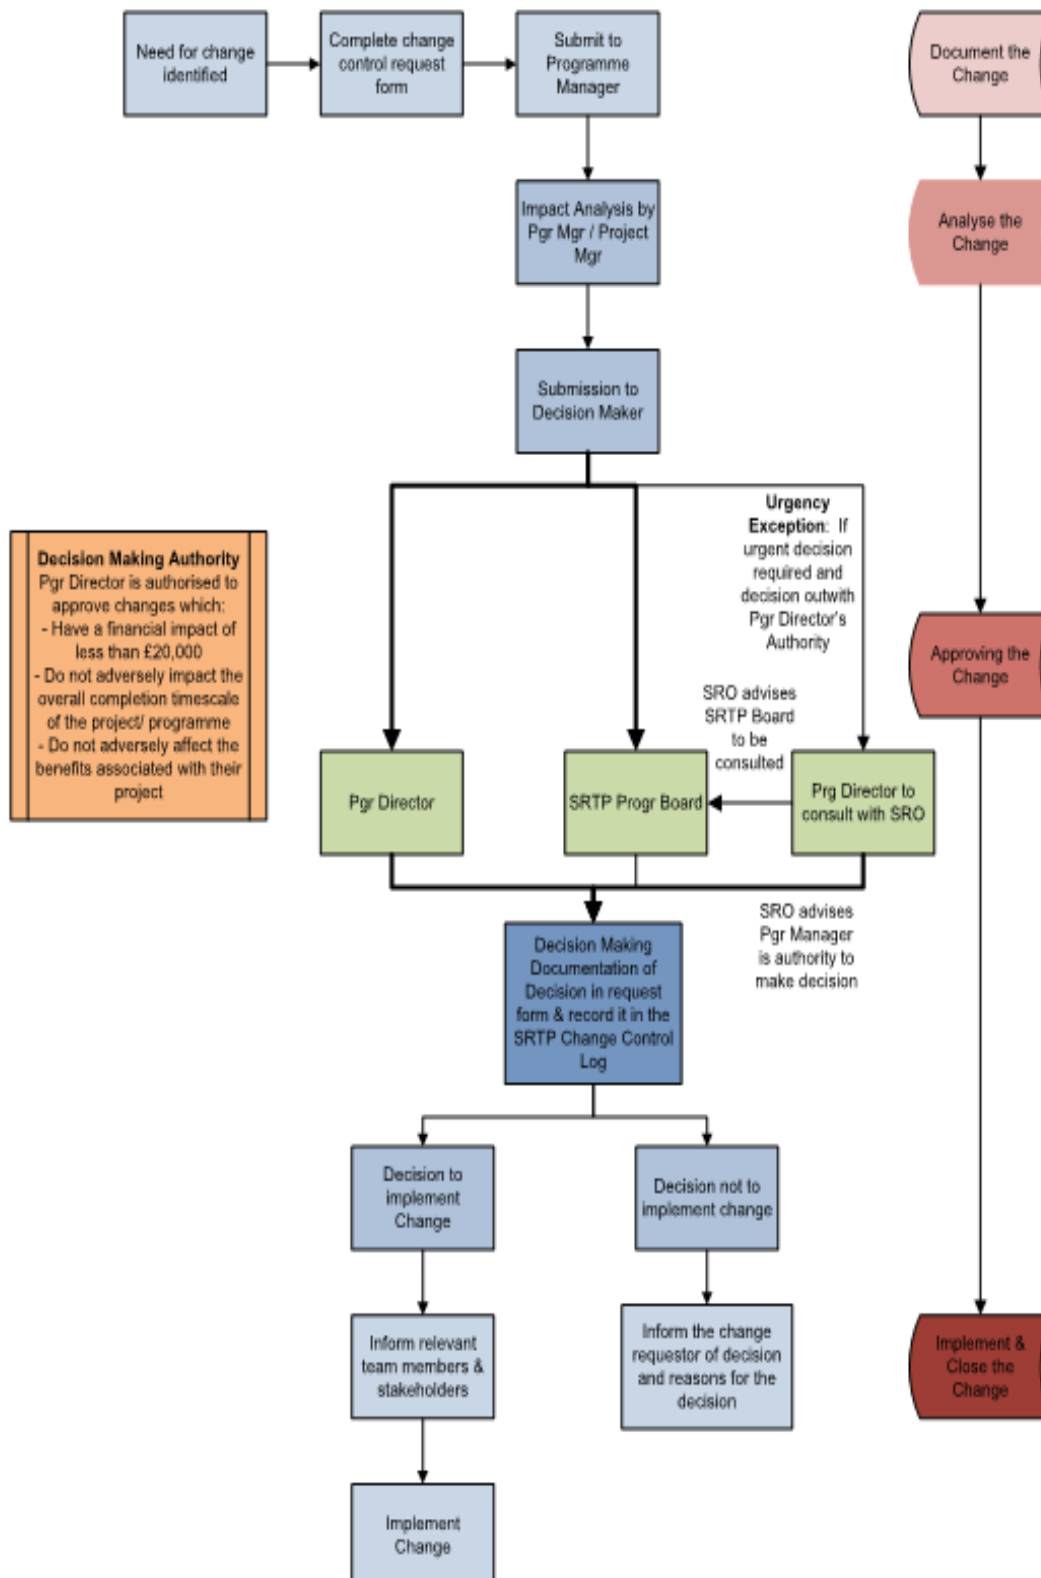 Need for change
identified
Complete change
control request
form
Submit to
Programme
Manager
Document the
Change
Impact Analysis by
Pgr Mgr / Project
Mgr
Analyse the
Change
Submission to
Decision Maker
Urgency
Exception: If
urgent decision
required and
decision outwith
Pgr Director's
Authority
Decision Making Authority
Pgr Director is authorised to
approve changes which:
- Have a financial impact of
less than £20,000
- Do not adversely impact the
overall completion timescale
of the project/ programme
- Do not adversely affect the
benefits associated with their
project
Approving the
Change
SRO advises
SRTP Board
to be
consulted
Pgr Director
SRTP Progr Board
Prg Director to
consult with SRO
SRO advises
Pgr Manager
is authority to
make decision
Decision Making
Documentation of
Decision in request
form & record it in the
SRTP Change Control
Log
Decision to
implement
Change
Decision not to
implement change
Inform relevant
team members &
stakeholders
Inform the change
requestor of decision
and reasons for the
decision
Implement &
Close the
Change
Implement
Change